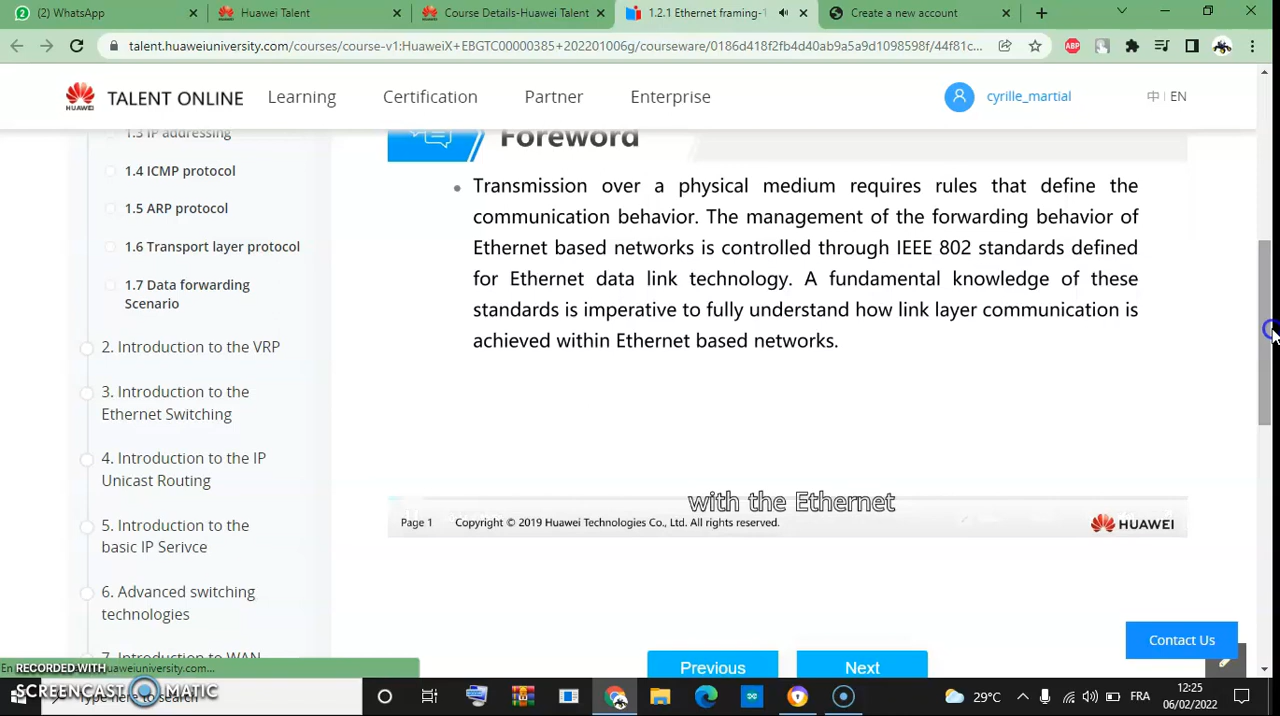 (2) WhatsApp
Huawei Talent
Course Details-Huawei Talent
1.2.1 Ethernet framing-1
Create a new account
talent.huaweiuniversity.com/courses/course-v1:HuaweiX+EBGTC00000385+202201006g/courseware/0186d418f2fb4d40ab9a5a9d1098598f/44f81c...
ABP
HUAWEI
TALENT ONLINE
Learning
Certification
Partner
Enterprise
cyrille_martial
中 | EN
1.3 IP addressing
1.4 ICMP protocol
1.5 ARP protocol
1.6 Transport layer protocol
1.7 Data forwarding
Scenario
2. Introduction to the VRP
3. Introduction to the
Ethernet Switching
4. Introduction to the IP
Unicast Routing
5. Introduction to the
basic IP Serivce
6. Advanced switching
technologies
7. Introduction to WAN
Foreword
Transmission over a physical medium requires rules that define the
communication behavior. The management of the forwarding behavior of
Ethernet based networks is controlled through IEEE 802 standards defined
for Ethernet data link technology. A fundamental knowledge of these
standards is imperative to fully understand how link layer communication is
achieved within Ethernet based networks.
with the Ethernet
Page 1 Copyright © 2019 Huawei Technologies Co., Ltd. All rights reserved.
HUAWEI
Contact Us
Previous
Next
RECORDED WITH
SCREENCAST MATIC
29°C
FRA
12:25
06/02/2022